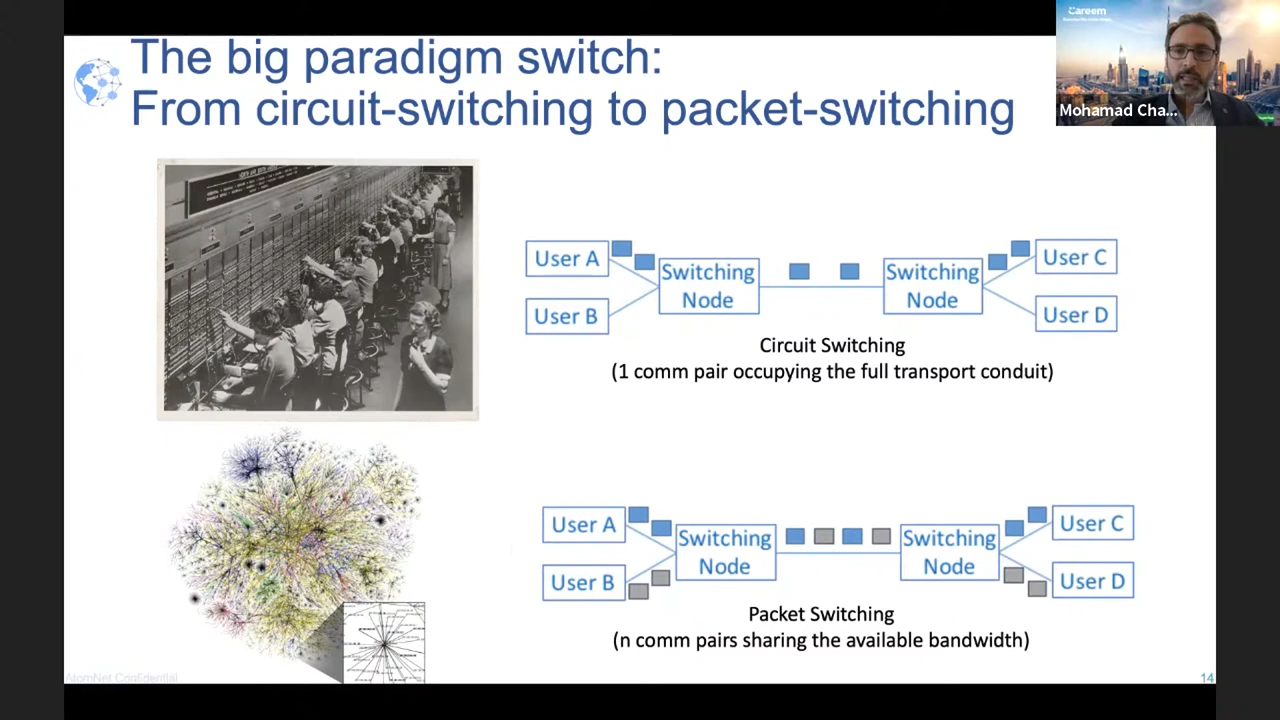 The big paradigm switch:
From circuit-switching to packet-switching
Careem
Mohamad Cha...
User A
User B
Switching
Node
Switching
Node
User C
User D
Circuit Switching
(1 comm pair occupying the full transport conduit)
User A
User B
Switching
Node
Switching
Node
User C
User D
Packet Switching
(n comm pairs sharing the available bandwidth)
AtomNet Confidential
14